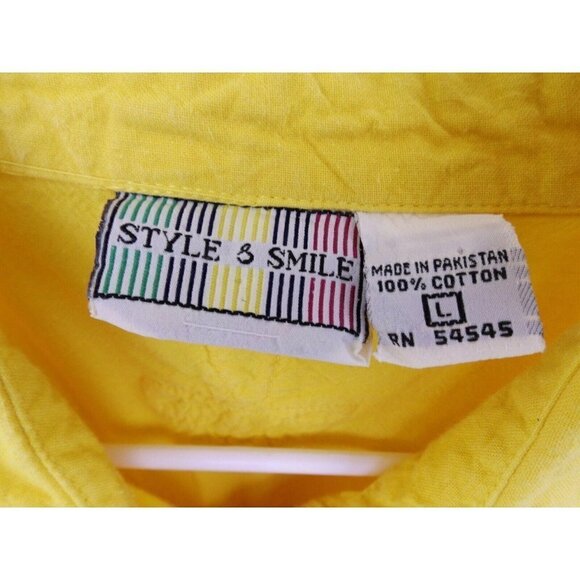 STYLE & SMILE
MADE IN PAKISTAN
100% COTTON
L
RN 54545